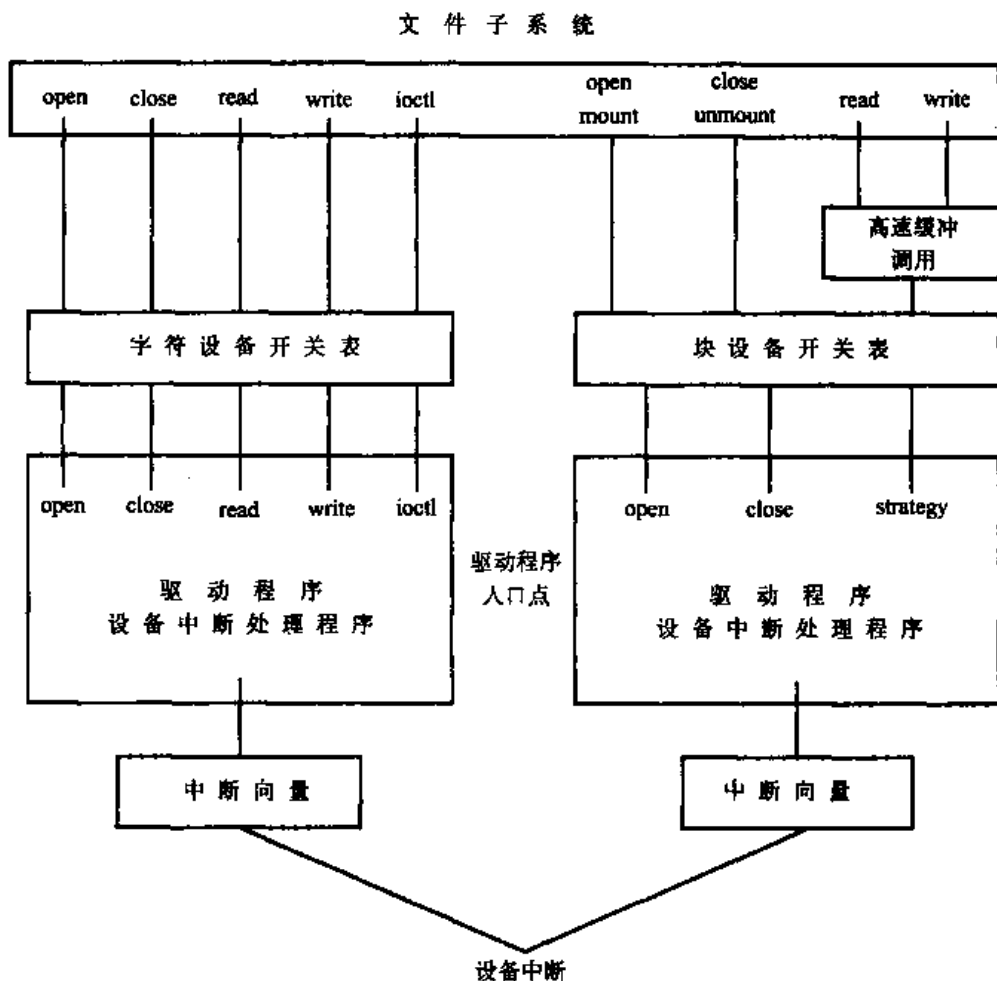 文件子系统
open close read write ioctl open close read write
mount unmount
高速缓冲
调用
字符设备开关表 块设备开关表
open close read write ioctl open close strategy
驱动程序
入口点
驱动程序 驱动程序
设备中断处理程序 设备中断处理程序
中断向量 中断向量
设备中断